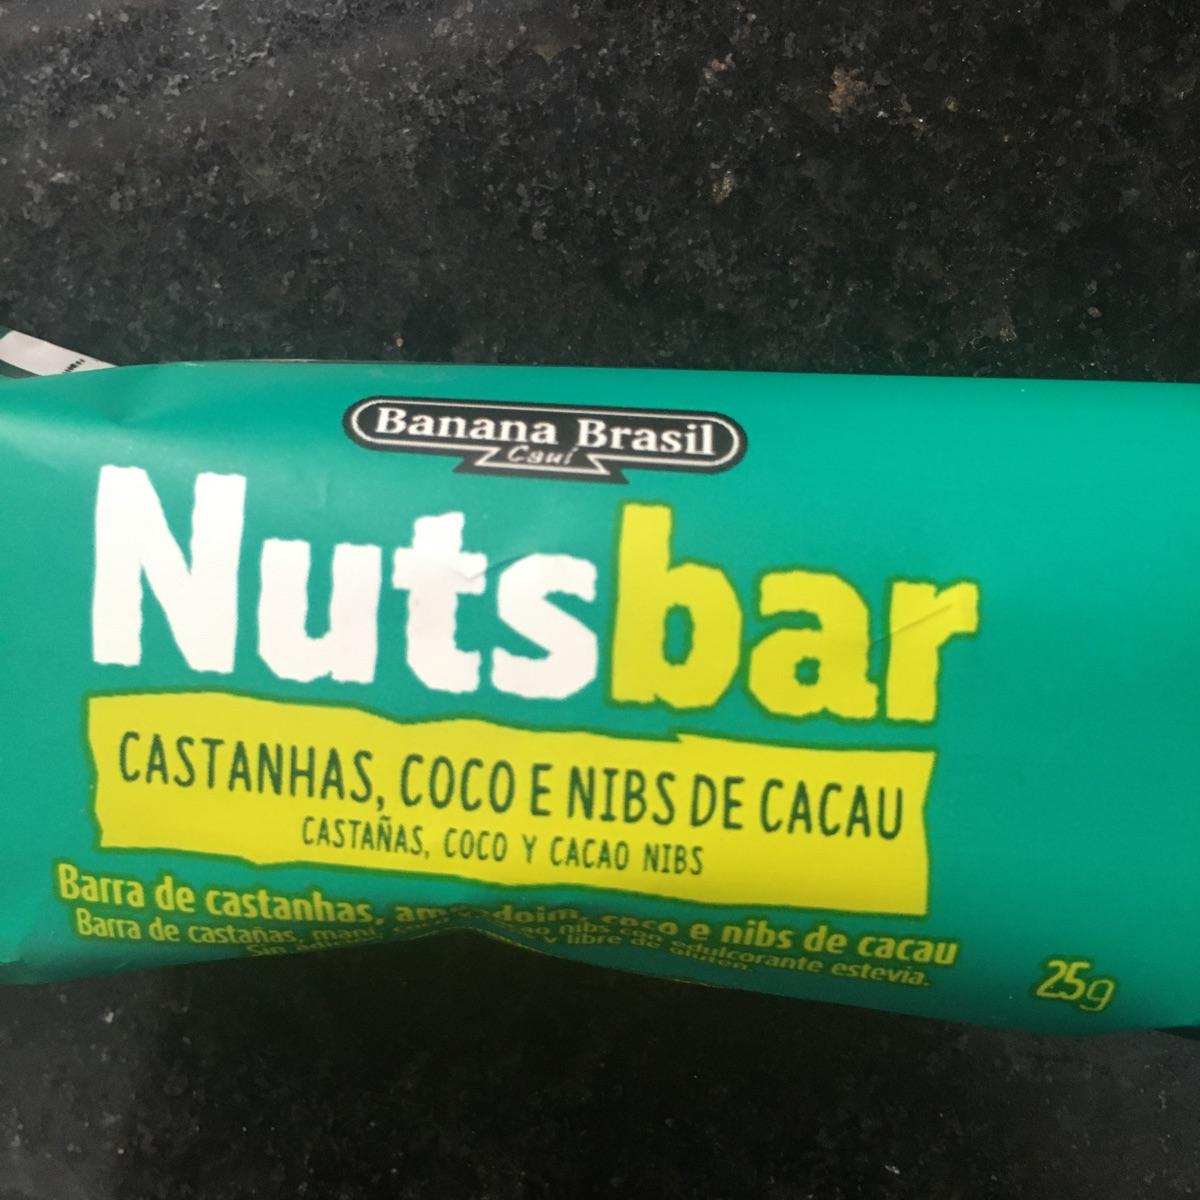 Banana Brasil
Cauí
Nutsbar
CASTANHAS, COCO E NIBS DE CACAU
CASTAÑAS, COCO Y CACAO NIBS
Barra de castanhas, coco e nibs de cacau
Barra de castañas, maní, nibs con edulcorante estevia.
y libre de gluten.
25g